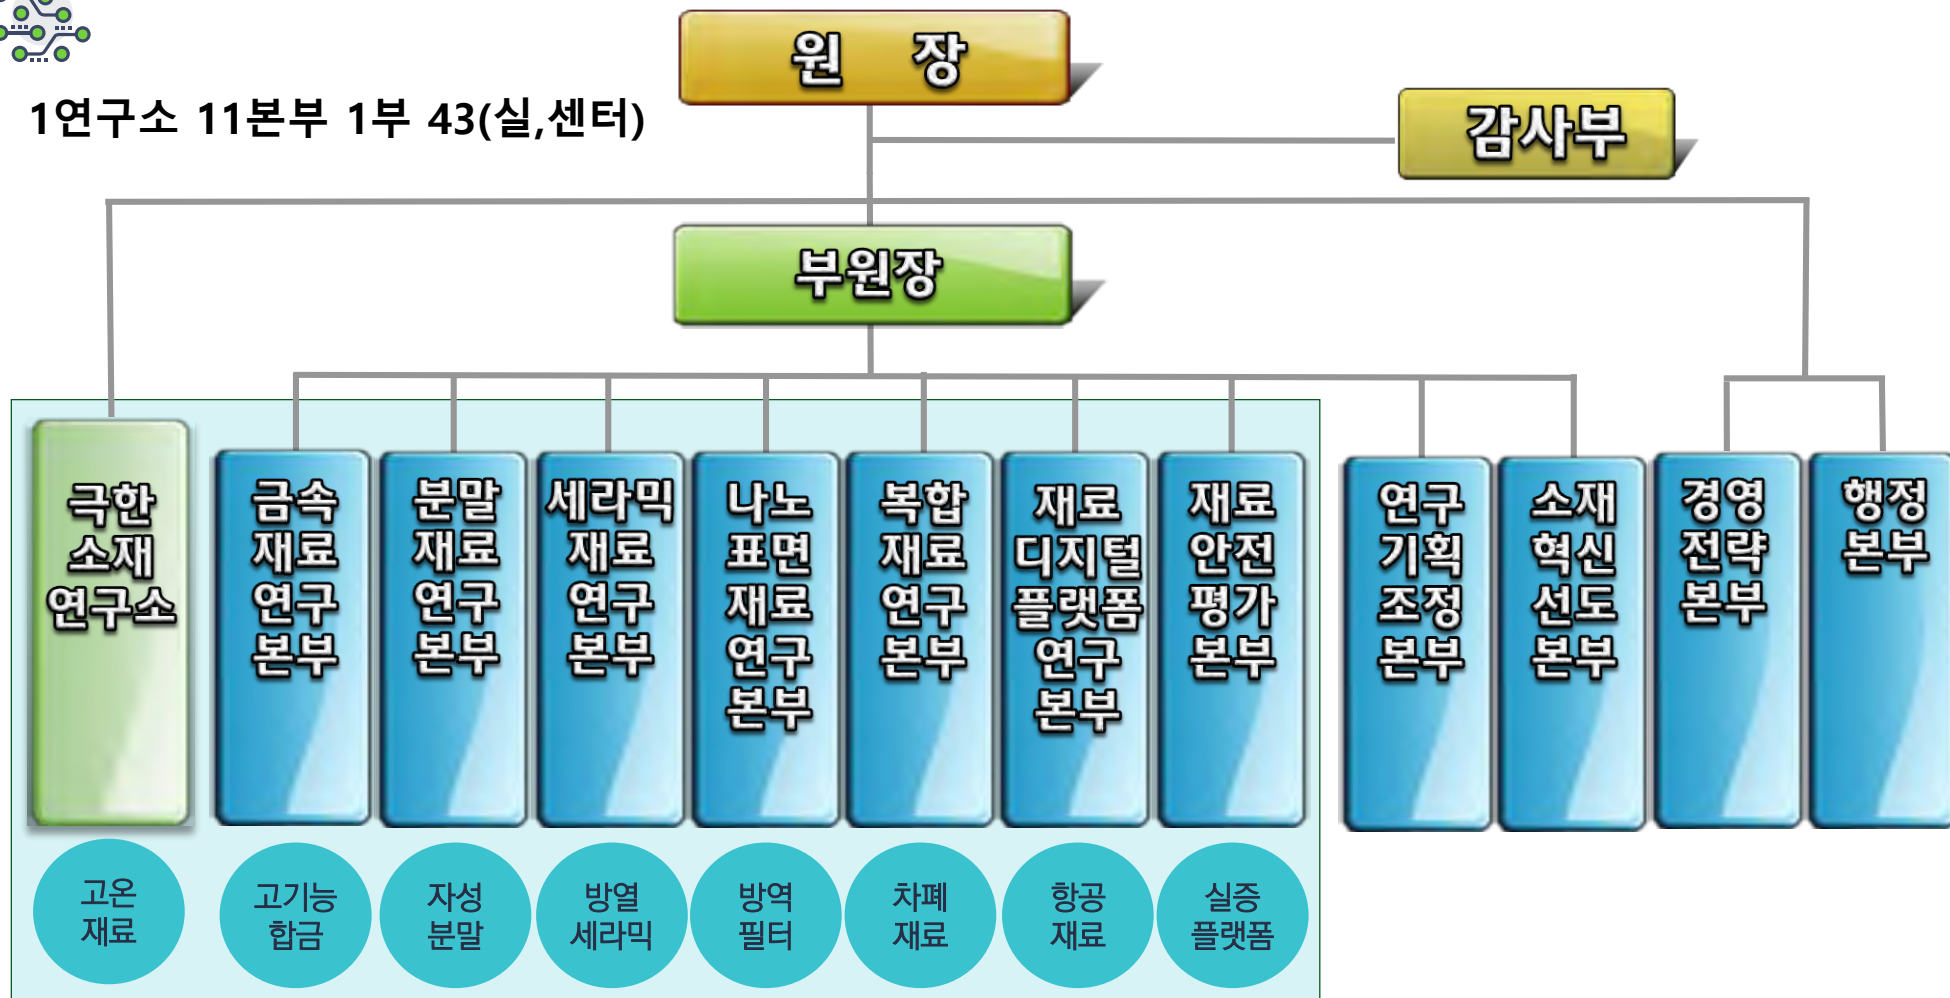 원 장
1연구소 11본부 1부 43(실,센터)
감사부
부원장
극한
소재
연구소
금속
재료
연구
본부
분말
재료
연구
본부
세라믹
재료
연구
본부
나노
표면
재료
연구
본부
복합
재료
연구
본부
재료
디지털
플랫폼
연구
본부
재료
안전
평가
본부
연구
기획
조정
본부
소재
혁신
선도
본부
경영
전략
본부
행정
본부
고온
재료
고기능
합금
자성
분말
방열
세라믹
방역
필터
차폐
재료
항공
재료
실증
플랫폼